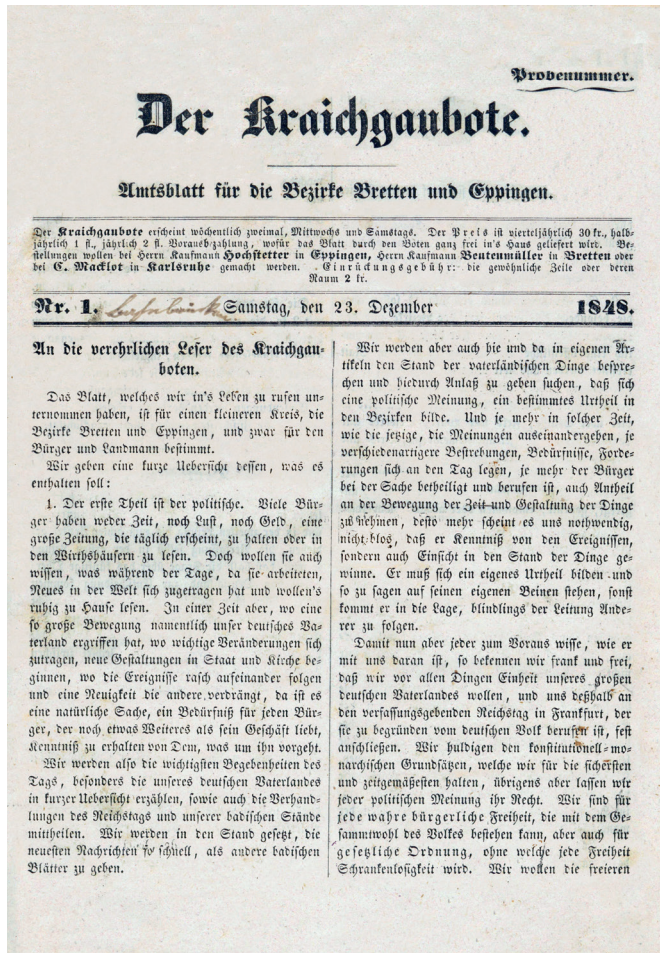 Probenummer.
Der Kraichgaubote.
Amtsblatt für die Bezirke Bretten und Eppingen.
Der Kraichgaubote erscheint wöchentlich zweimal, Mittwochs und Samstags. Der Preis ist vierteljährlich 30 kr., halb-
jährlich 1 fl., jährlich 2 fl. Vorausbezahlung, wofür das Blatt durch den Boten ganz frei in's Haus geliefert wird. Be-
stellungen wollen bei Herrn Kaufmann Hochstetter in Eppingen, Herrn Kaufmann Beutenmüller in Bretten oder
bei C. Macklot in Karlsruhe gemacht werden. Einrückungsgebühr: die gewöhnliche Zeile oder deren
Raum 2 kr.
Nr. 1. Samstag, den 23. Dezember 1848.
An die verehrlichen Leser des Kraichgau-
boten.
Das Blatt, welches wir in's Leben zu rufen un-
ternommen haben, ist für einen kleineren Kreis, die
Bezirke Bretten und Eppingen, und zwar für den
Bürger und Landmann bestimmt.
Wir geben eine kurze Uebersicht dessen, was es
enthalten soll:
1. Der erste Theil ist der politische. Viele Bür-
ger haben weder Zeit, noch Lust, noch Geld, eine
große Zeitung, die täglich erscheint, zu halten oder in
den Wirthshäusern zu lesen. Doch wollen sie auch
wissen, was während der Tage, da sie arbeiteten,
Neues in der Welt sich zugetragen hat und wollen's
ruhig zu Hause lesen. In einer Zeit aber, wo eine
so große Bewegung namentlich unser deutsches Va-
terland ergriffen hat, wo wichtige Veränderungen sich
zutragen, neue Gestaltungen in Staat und Kirche be-
ginnen, wo die Ereignisse rasch aufeinander folgen
und eine Neuigkeit die andere verdrängt, da ist es
eine natürliche Sache, ein Bedürfniß für jeden Bür-
ger, der noch etwas Weiteres als sein Geschäft liebt,
Kenntniß zu erhalten von Dem, was um ihn vorgeht.
Wir werden also die wichtigsten Begebenheiten des
Tags, besonders die unseres deutschen Vaterlandes
in kurzer Uebersicht erzählen, sowie auch die Verhand-
lungen des Reichstags und unserer badischen Stände
mittheilen. Wir werden in den Stand gesetzt, die
neuesten Nachrichten so schnell, als andere badischen
Blätter zu geben.
Wir werden aber auch hie und da in eigenen Ar-
tikeln den Stand der vaterländischen Dinge bespre-
chen und hiedurch Anlaß zu geben suchen, daß sich
eine politische Meinung, ein bestimmtes Urtheil in
den Bezirken bilde. Und je mehr in solcher Zeit,
wie die jetzige, die Meinungen auseinandergehen, je
verschiedenartigere Bestrebungen, Bedürfnisse, Forde-
rungen sich an den Tag legen, je mehr der Bürger
bei der Sache betheiligt und berufen ist, auch Antheil
an der Bewegung der Zeit und Gestaltung der Dinge
zu nehmen, desto mehr scheint es uns nothwendig,
nicht blos, daß er Kenntniß von den Ereignissen,
sondern auch Einsicht in den Stand der Dinge ge-
winne. Er muß sich ein eigenes Urtheil bilden und
so zu sagen auf seinen eigenen Beinen stehen, sonst
kommt er in die Lage, blindlings der Leitung Ande-
rer zu folgen.
Damit nun aber jeder zum Voraus wisse, wie er
mit uns daran ist, so bekennen wir frank und frei,
daß wir vor allen Dingen Einheit unseres großen
deutschen Vaterlandes wollen, und uns deßhalb an
den verfassungsgebenden Reichstag in Frankfurt, der
sie zu begründen vom deutschen Volk berufen ist, fest
anschließen. Wir huldigen den konstitutionell-mo-
narchischen Grundsätzen, welche wir für die sichersten
und zeitgemäßesten halten, übrigens aber lassen wir
jeder politischen Meinung ihr Recht. Wir sind für
jede wahre bürgerliche Freiheit, die mit dem Ge-
sammtwohl des Volkes bestehen kann, aber auch für
gesetzliche Ordnung, ohne welche jede Freiheit
Schrankenlosigkeit wird. Wir wollen die freieren